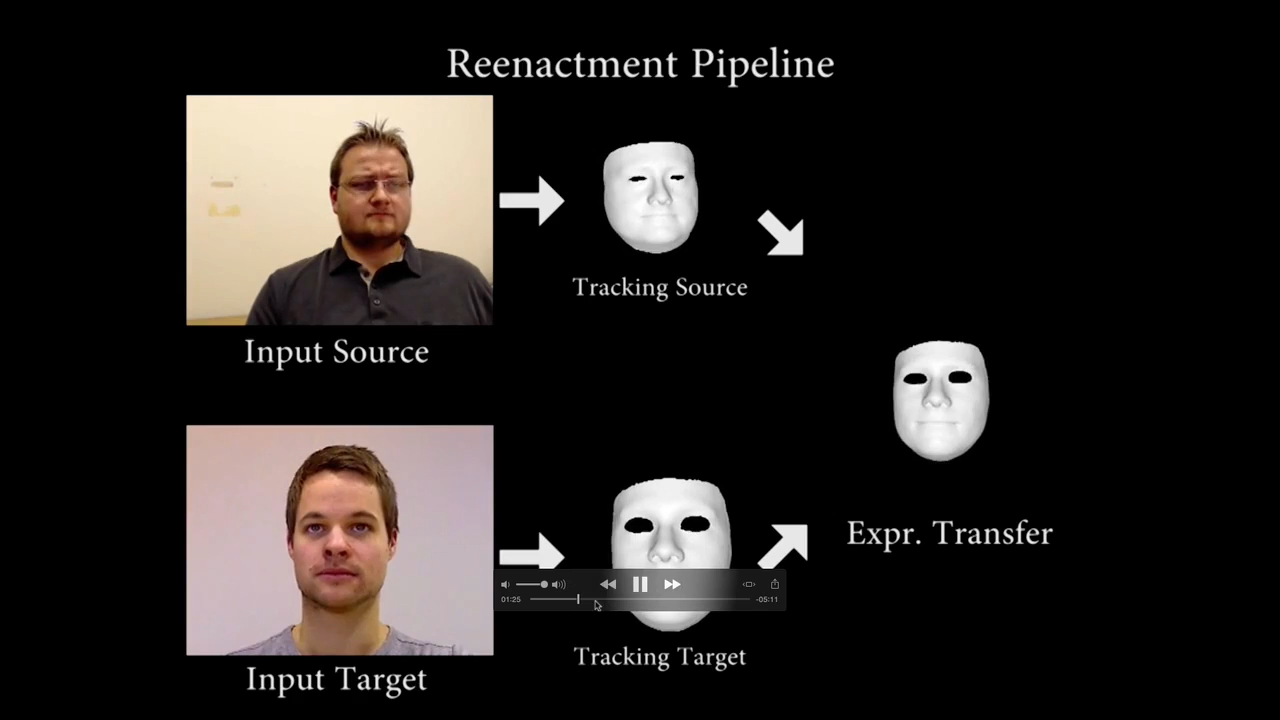 Reenactment Pipeline
Tracking Source
Input Source
Expr. Transfer
01:25
-05:11
Tracking Target
Input Target